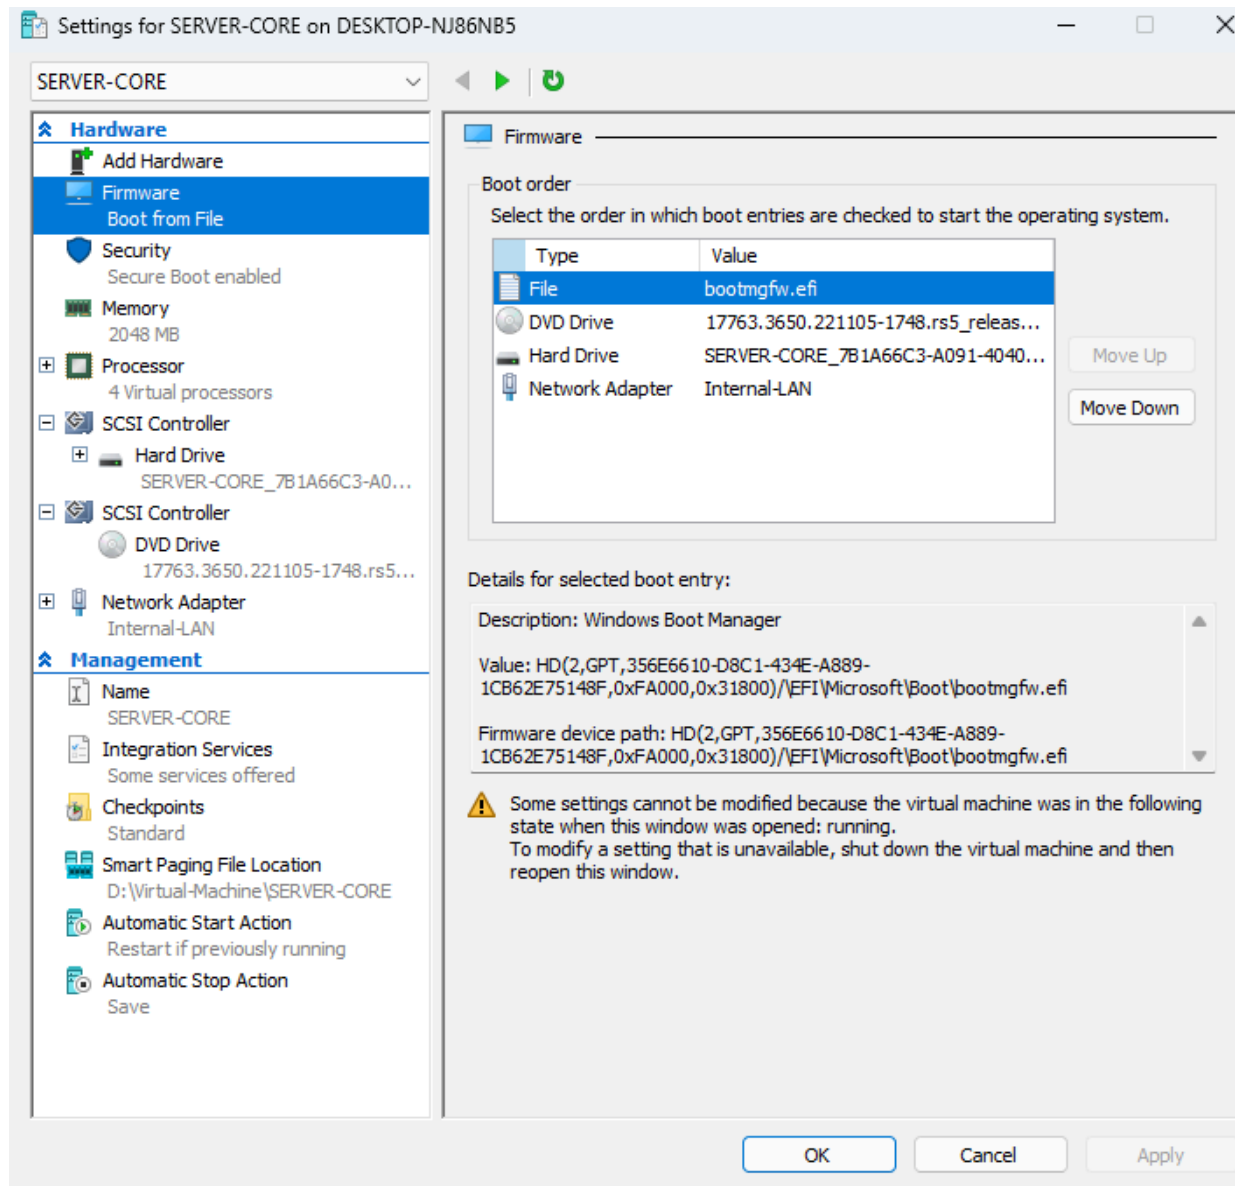 Settings for SERVER-CORE on DESKTOP-NJ86NB5
SERVER-CORE
Hardware
Add Hardware
Firmware
Boot from File
Security
Secure Boot enabled
Memory
2048 MB
Processor
4 Virtual processors
SCSI Controller
Hard Drive
SERVER-CORE_7B1A66C3-A0...
SCSI Controller
DVD Drive
17763.3650.221105-1748.rs5...
Network Adapter
Internal-LAN
Management
Name
SERVER-CORE
Integration Services
Some services offered
Checkpoints
Standard
Smart Paging File Location
D:\Virtual-Machine\SERVER-CORE
Automatic Start Action
Restart if previously running
Automatic Stop Action
Save
Firmware
Boot order
Select the order in which boot entries are checked to start the operating system.
Type Value
File bootmgfw.efi
DVD Drive 17763.3650.221105-1748.rs5_releas...
Hard Drive SERVER-CORE_7B1A66C3-A091-4040...
Network Adapter Internal-LAN
Move Up
Move Down
Details for selected boot entry:
Description: Windows Boot Manager
Value: HD(2,GPT,356E6610-D8C1-434E-A889-
1CB62E75148F,0xFA000,0x31800)/\EFI\Microsoft\Boot\bootmgfw.efi
Firmware device path: HD(2,GPT,356E6610-D8C1-434E-A889-
1CB62E75148F,0xFA000,0x31800)/\EFI\Microsoft\Boot\bootmgfw.efi
Some settings cannot be modified because the virtual machine was in the following
state when this window was opened: running.
To modify a setting that is unavailable, shut down the virtual machine and then
reopen this window.
OK Cancel Apply